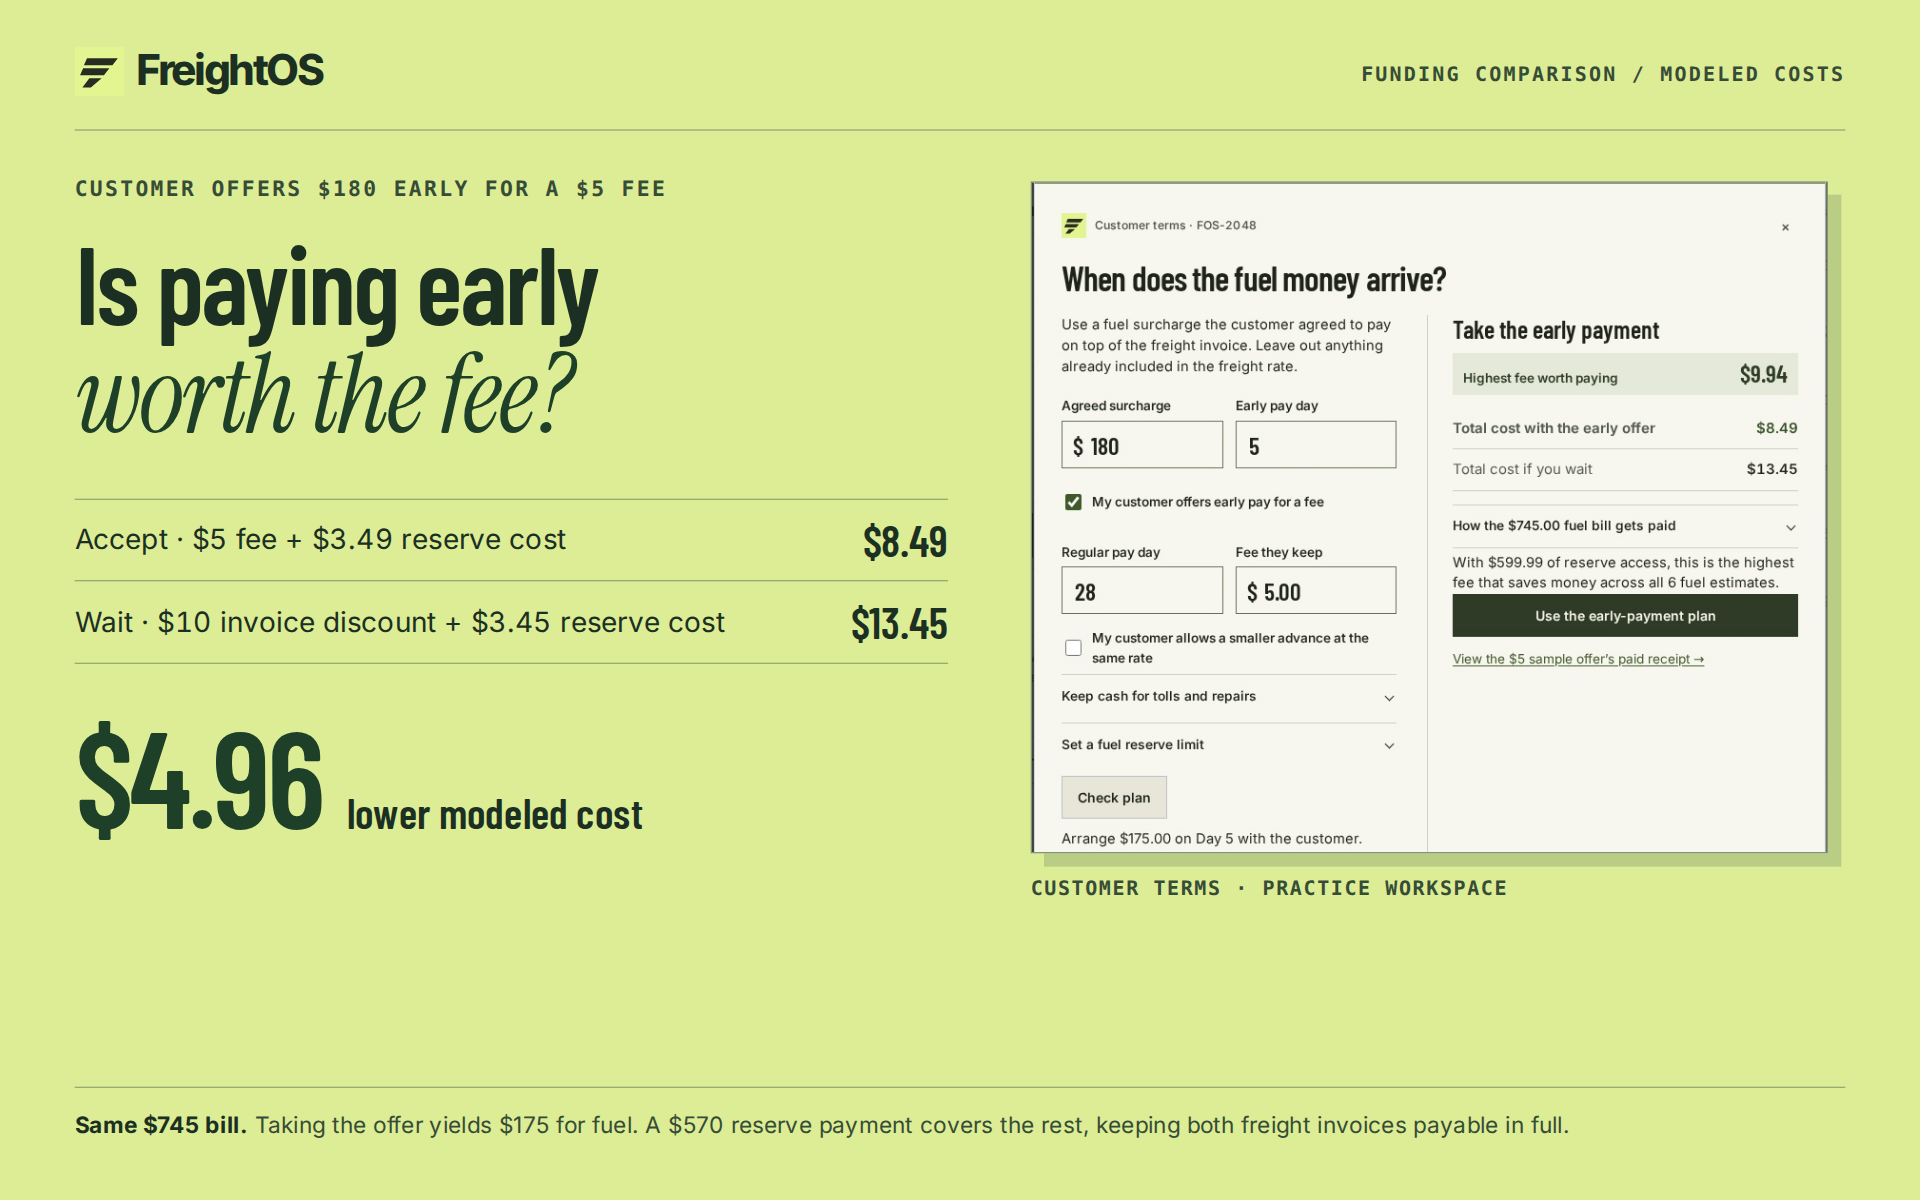 FreightOS
FUNDING COMPARISON / MODELED COSTS
CUSTOMER OFFERS $180 EARLY FOR A $5 FEE
Is paying early
worth the fee?
Accept · $5 fee + $3.49 reserve cost $8.49
Wait · $10 invoice discount + $3.45 reserve cost $13.45
$4.96 lower modeled cost
Customer terms · FOS-2048 ×
When does the fuel money arrive?
Use a fuel surcharge the customer agreed to pay
on top of the freight invoice. Leave out anything
already included in the freight rate.
Agreed surcharge Early pay day
$ 180 5
My customer offers early pay for a fee
Regular pay day Fee they keep
28 $ 5.00
My customer allows a smaller advance at the
same rate
Keep cash for tolls and repairs
Set a fuel reserve limit
Check plan
Arrange $175.00 on Day 5 with the customer.
Take the early payment
Highest fee worth paying $9.94
Total cost with the early offer $8.49
Total cost if you wait $13.45
How the $745.00 fuel bill gets paid
With $599.99 of reserve access, this is the highest
fee that saves money across all 6 fuel estimates.
Use the early-payment plan
View the $5 sample offer's paid receipt →
CUSTOMER TERMS · PRACTICE WORKSPACE
Same $745 bill. Taking the offer yields $175 for fuel. A $570 reserve payment covers the rest, keeping both freight invoices payable in full.